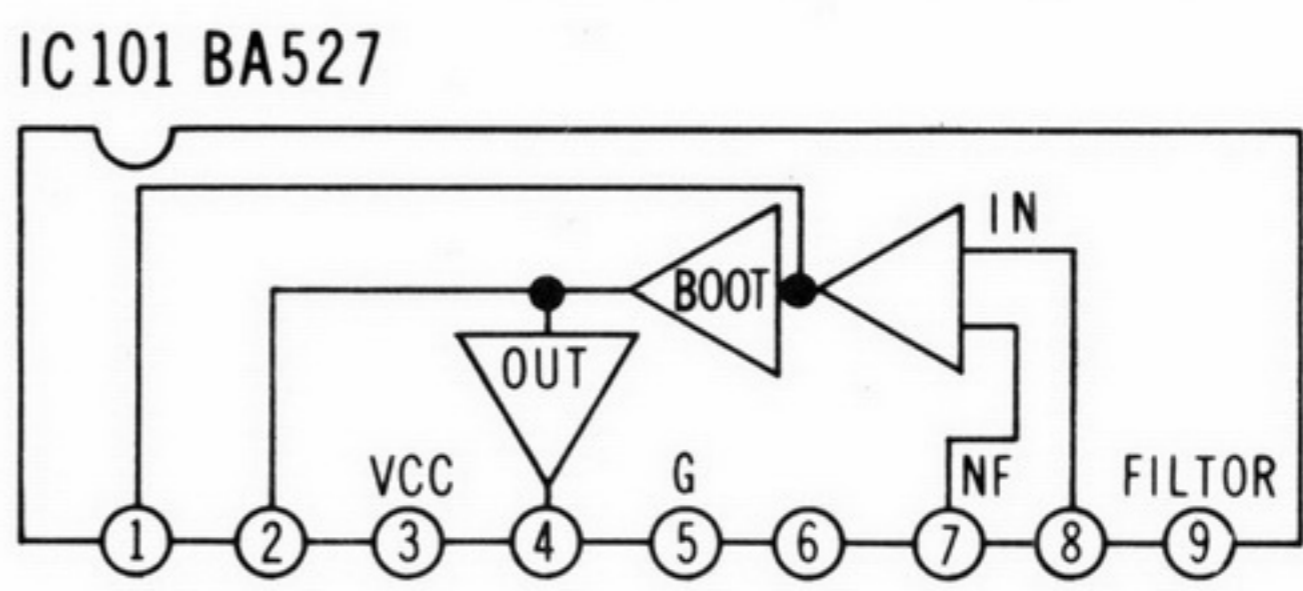 IC101 BA527
IN
BOOT
OUT
VCC
G
NF
FILTOR
1 2 3 4 5 6 7 8 9